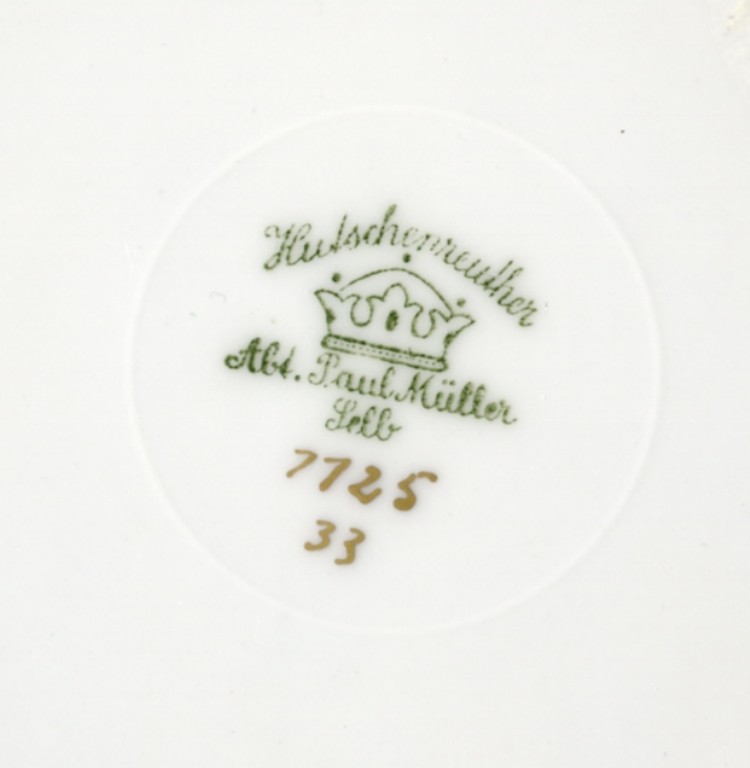 Hutschenreuther
Abt. Paul Müller
Selb
7725
33